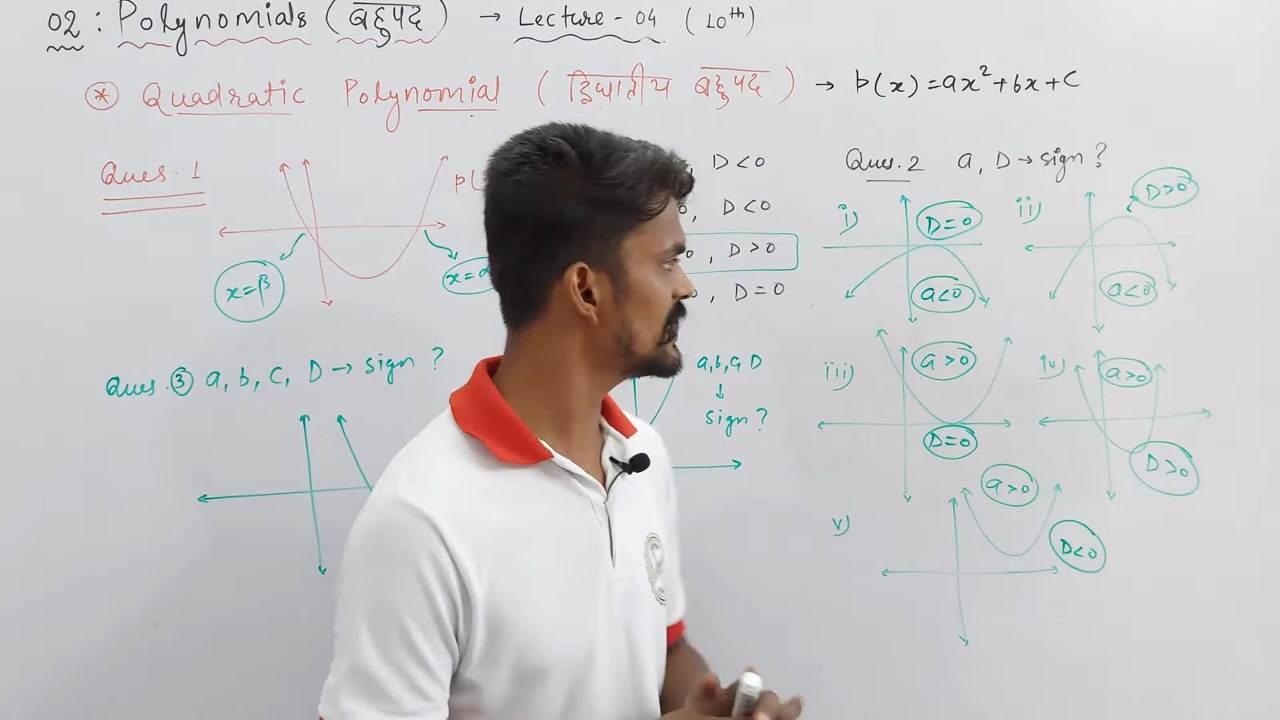 02 : Polynomials (बहुपद) → Lecture - 04 (10th)
* Quadratic Polynomial (द्विघातीय बहुपद) → p(x) = ax² + bx + c
Ques. 1
x=β
D<0
, D<0
, D>0
, D=0
Ques. 2 a, D → sign ?
i) D=0
a<0
ii) D>0
a<0
iii) a>0
D=0
iv) a>0
D>0
v) a>0
D<0
Ques. 3 a, b, c, D → sign ?
a,b,c, D
↓
sign ?